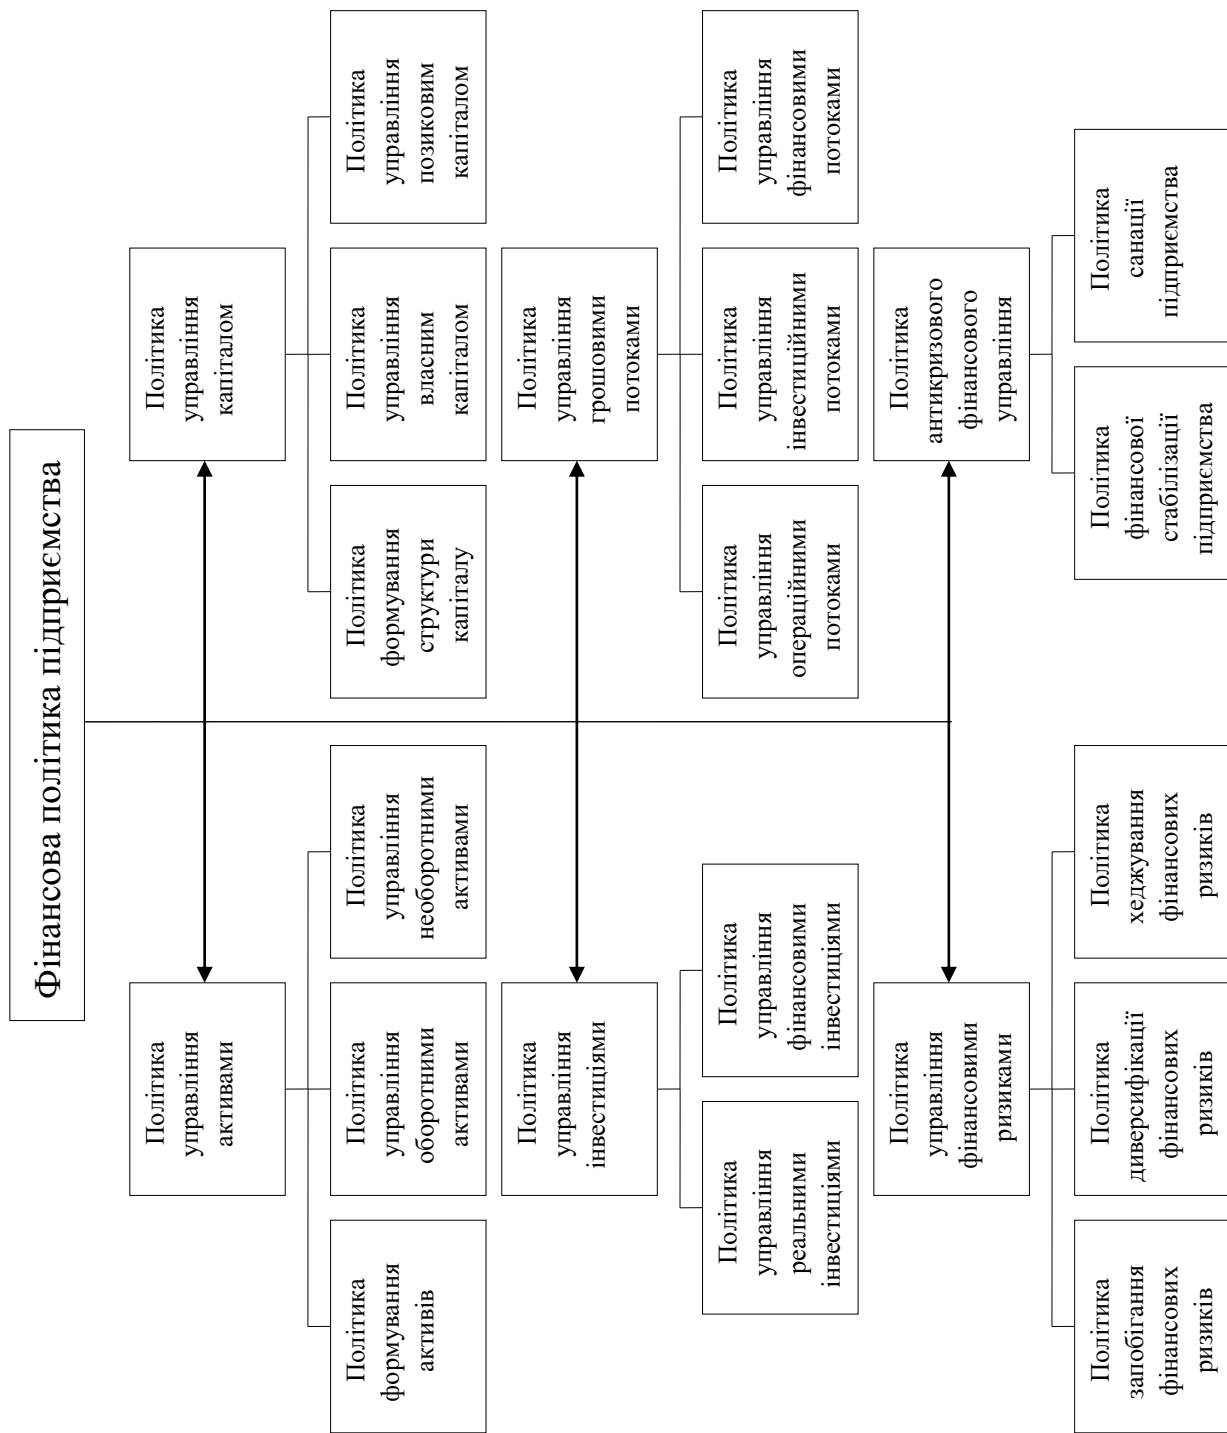 Фінансова політика підприємства
Політика
управління
активами
Політика
управління
капіталом
Політика
формування
активів
Політика
управління
оборотними
активами
Політика
управління
необоротними
активами
Політика
формування
структури
капіталу
Політика
управління
власним
капіталом
Політика
управління
позиковим
капіталом
Політика
управління
інвестиціями
Політика
управління
грошовими
потоками
Політика
управління
реальними
інвестиціями
Політика
управління
фінансовими
інвестиціями
Політика
управління
операційними
потоками
Політика
управління
інвестиційними
потоками
Політика
управління
фінансовими
потоками
Політика
управління
фінансовими
ризиками
Політика
антикризового
фінансового
управління
Політика
запобігання
фінансових
ризиків
Політика
диверсифікації
фінансових
ризиків
Політика
хеджування
фінансових
ризиків
Політика
фінансової
стабілізації
підприємства
Політика
санації
підприємства